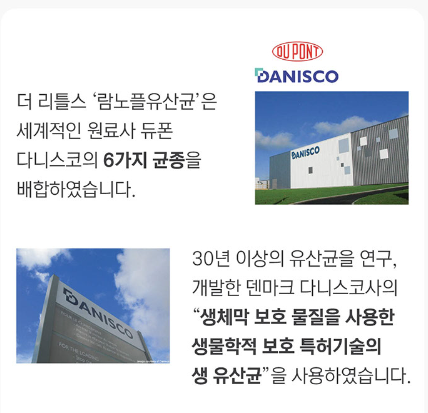 DU PONT
DANISCO
더 리틀스 ‘람노플유산균’은
세계적인 원료사 듀폰
다니스코의 6가지 균종을
배합하였습니다.
DANISCO
30년 이상의 유산균을 연구,
개발한 덴마크 다니스코사의
“생체막 보호 물질을 사용한
생물학적 보호 특허기술의
생 유산균”을 사용하였습니다.
DANISCO